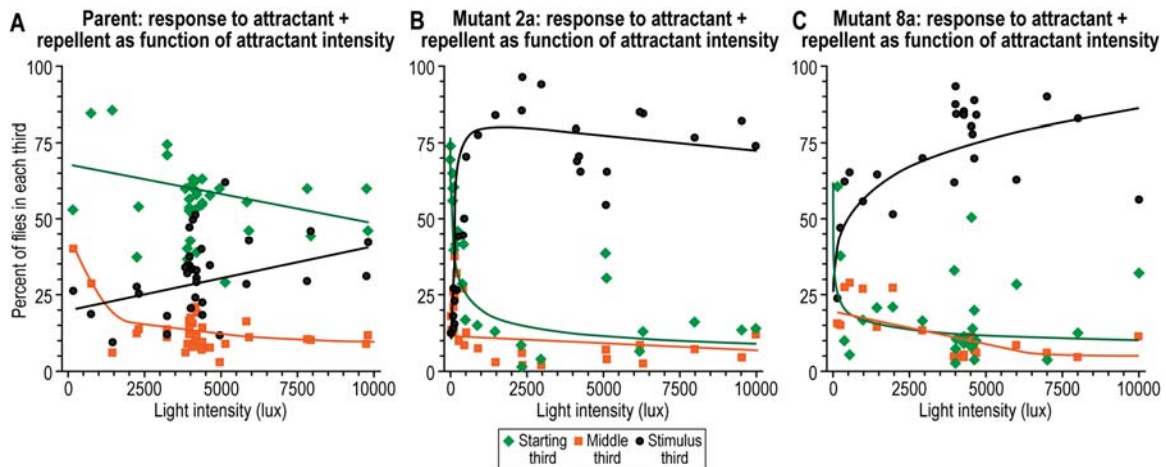 A
Parent: response to attractant +
repellent as function of attractant intensity
B
Mutant 2a: response to attractant +
repellent as function of attractant intensity
C
Mutant 8a: response to attractant +
repellent as function of attractant intensity
Percent of flies in each third
100
75
50
25
0
0 2500 5000 7500 10000
Light intensity (lux)
100
75
50
25
0
0 2500 5000 7500 10000
Light intensity (lux)
100
75
50
25
0
0 2500 5000 7500 10000
Light intensity (lux)
Starting third
Middle third
Stimulus third